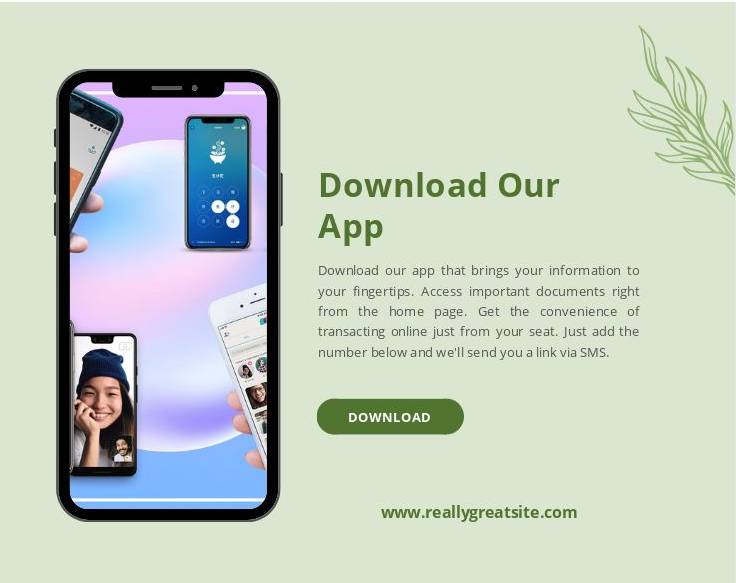 Download Our
App
Download our app that brings your information to
your fingertips. Access important documents right
from the home page. Get the convenience of
transacting online just from your seat. Just add the
number below and we'll send you a link via SMS.
DOWNLOAD
www.reallygreatsite.com